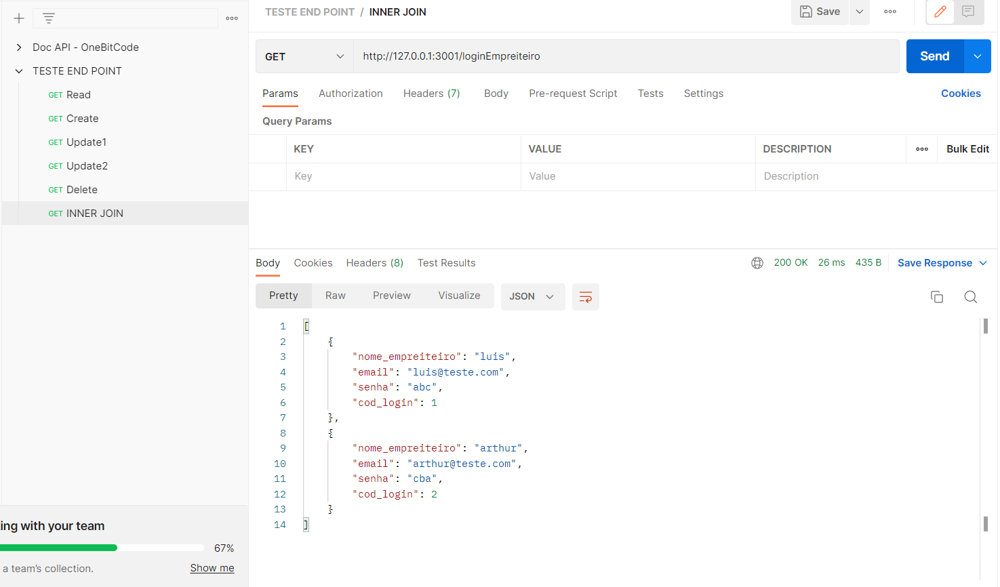 TESTE END POINT / INNER JOIN
Save
Doc API - OneBitCode
TESTE END POINT
GET Read
GET Create
GET Update1
GET Update2
GET Delete
GET INNER JOIN
ing with your team
67%
a team's collection.
Show me
GET
http://127.0.0.1:3001/loginEmpreiteiro
Send
Params Authorization Headers (7) Body Pre-request Script Tests Settings Cookies
Query Params
KEY VALUE DESCRIPTION Bulk Edit
Key Value Description
Body Cookies Headers (8) Test Results 200 OK 26 ms 435 B Save Response
Pretty Raw Preview Visualize JSON
1 [
2 {
3 "nome_empreiteiro": "luis",
4 "email": "luis@teste.com",
5 "senha": "abc",
6 "cod_login": 1
7 },
8 {
9 "nome_empreiteiro": "arthur",
10 "email": "arthur@teste.com",
11 "senha": "cba",
12 "cod_login": 2
13 }
14 ]